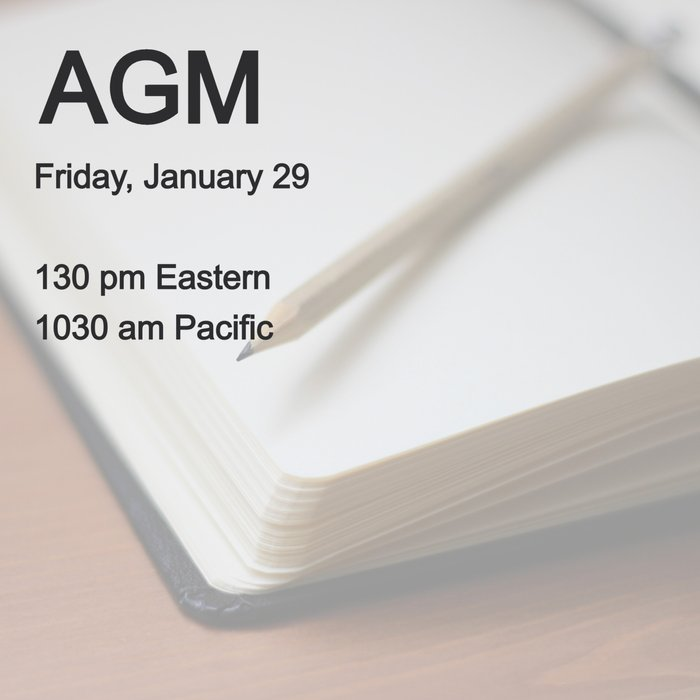 AGM
Friday, January 29
130 pm Eastern
1030 am Pacific